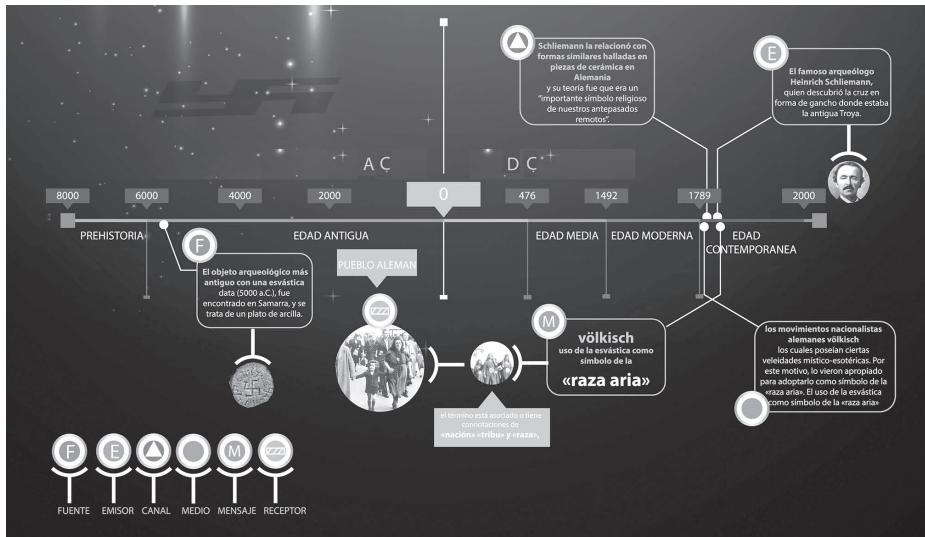 Schliemann la relacionó con
formas similares halladas en
piezas de cerámica en
Alemania
y su teoría fue que era un
"importante símbolo religioso
de nuestros antepasados
remotos".
E
El famoso arqueólogo
Heinrich Schliemann,
quien descubrió la cruz en
forma de gancho donde estaba
la antigua Troya.
A Ç
D Ç
8000
6000
4000
2000
0
476
1492
1789
2000
PREHISTORIA
EDAD ANTIGUA
EDAD MEDIA
EDAD MODERNA
EDAD
CONTEMPORANEA
F
El objeto arqueológico más
antiguo con una esvástica
data (5000 a.C.), fue
encontrado en Samarra, y se
trata de un plato de arcilla.
PUEBLO ALEMAN
M
völkisch
uso de la esvástica como
símbolo de la
«raza aria»
los movimientos nacionalistas
alemanes völkisch
los cuales poseían ciertas
veleidades místico-esotéricas. Por
este motivo, lo vieron apropiado
para adoptarlo como símbolo de la
«raza aria». El uso de la esvástica
como símbolo de la «raza aria»
el término está asociado o tiene
connotaciones de
«nación» «tribu» y «raza»,
F
E
M
FUENTE
EMISOR
CANAL
MEDIO
MENSAJE
RECEPTOR